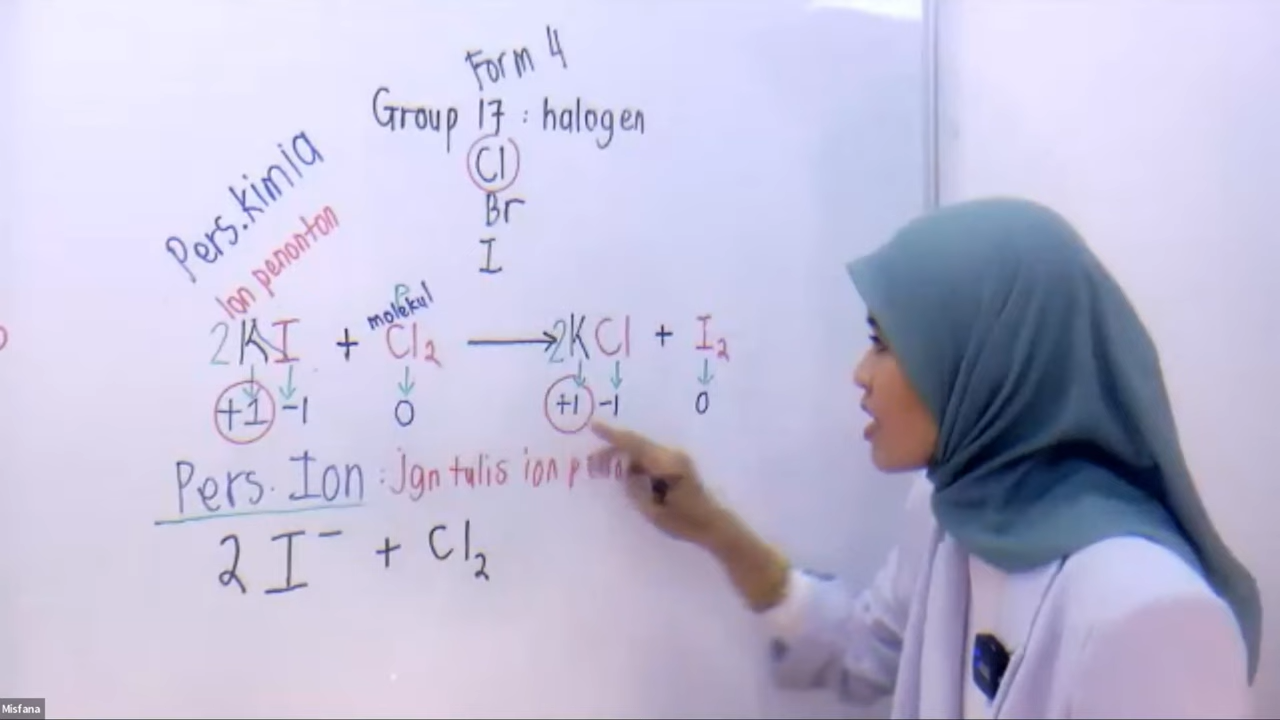 Form 4
Group 17 : halogen
Cl
Br
I
Pers.kimia
Ion penonton
molekul
2KI + Cl2 → 2KCl + I2
+1 -1 0 +1 -1 0
Pers. Ion : jgn tulis ion
2I⁻ + Cl2
Misfana